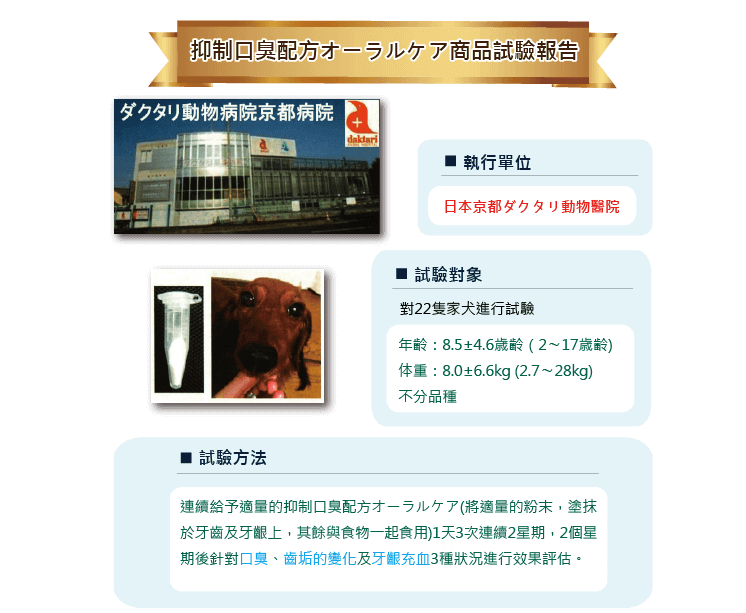 抑制口臭配方オーラルケア商品試驗報告
ダクタリ動物病院京都病院
daktari
■ 執行單位
日本京都ダクタリ動物醫院
■ 試驗對象
對22隻家犬進行試驗
年齡：8.5±4.6歲齡 ( 2～17歲齡)
体重：8.0±6.6kg (2.7～28kg)
不分品種
■ 試驗方法
連續給予適量的抑制口臭配方オーラルケア(將適量的粉末，塗抹
於牙齒及牙齦上，其餘與食物一起食用)1天3次連續2星期，2個星
期後針對口臭、齒垢的變化及牙齦充血3種狀況進行效果評估。